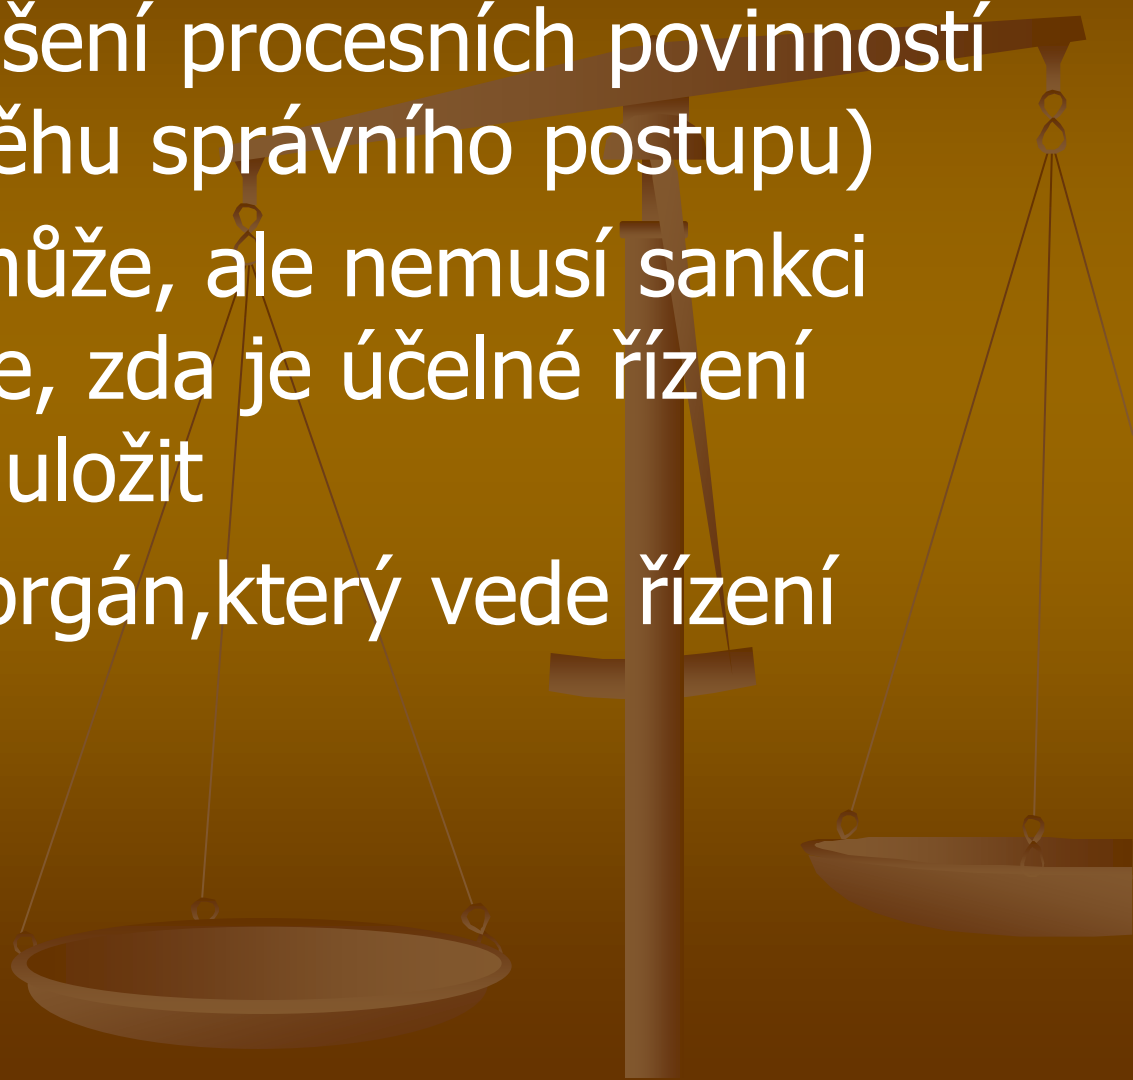 šení procesních povinností
ěhu správního postupu)
může, ale nemusí sankci
e, zda je účelné řízení
uložit
orgán,který vede řízení